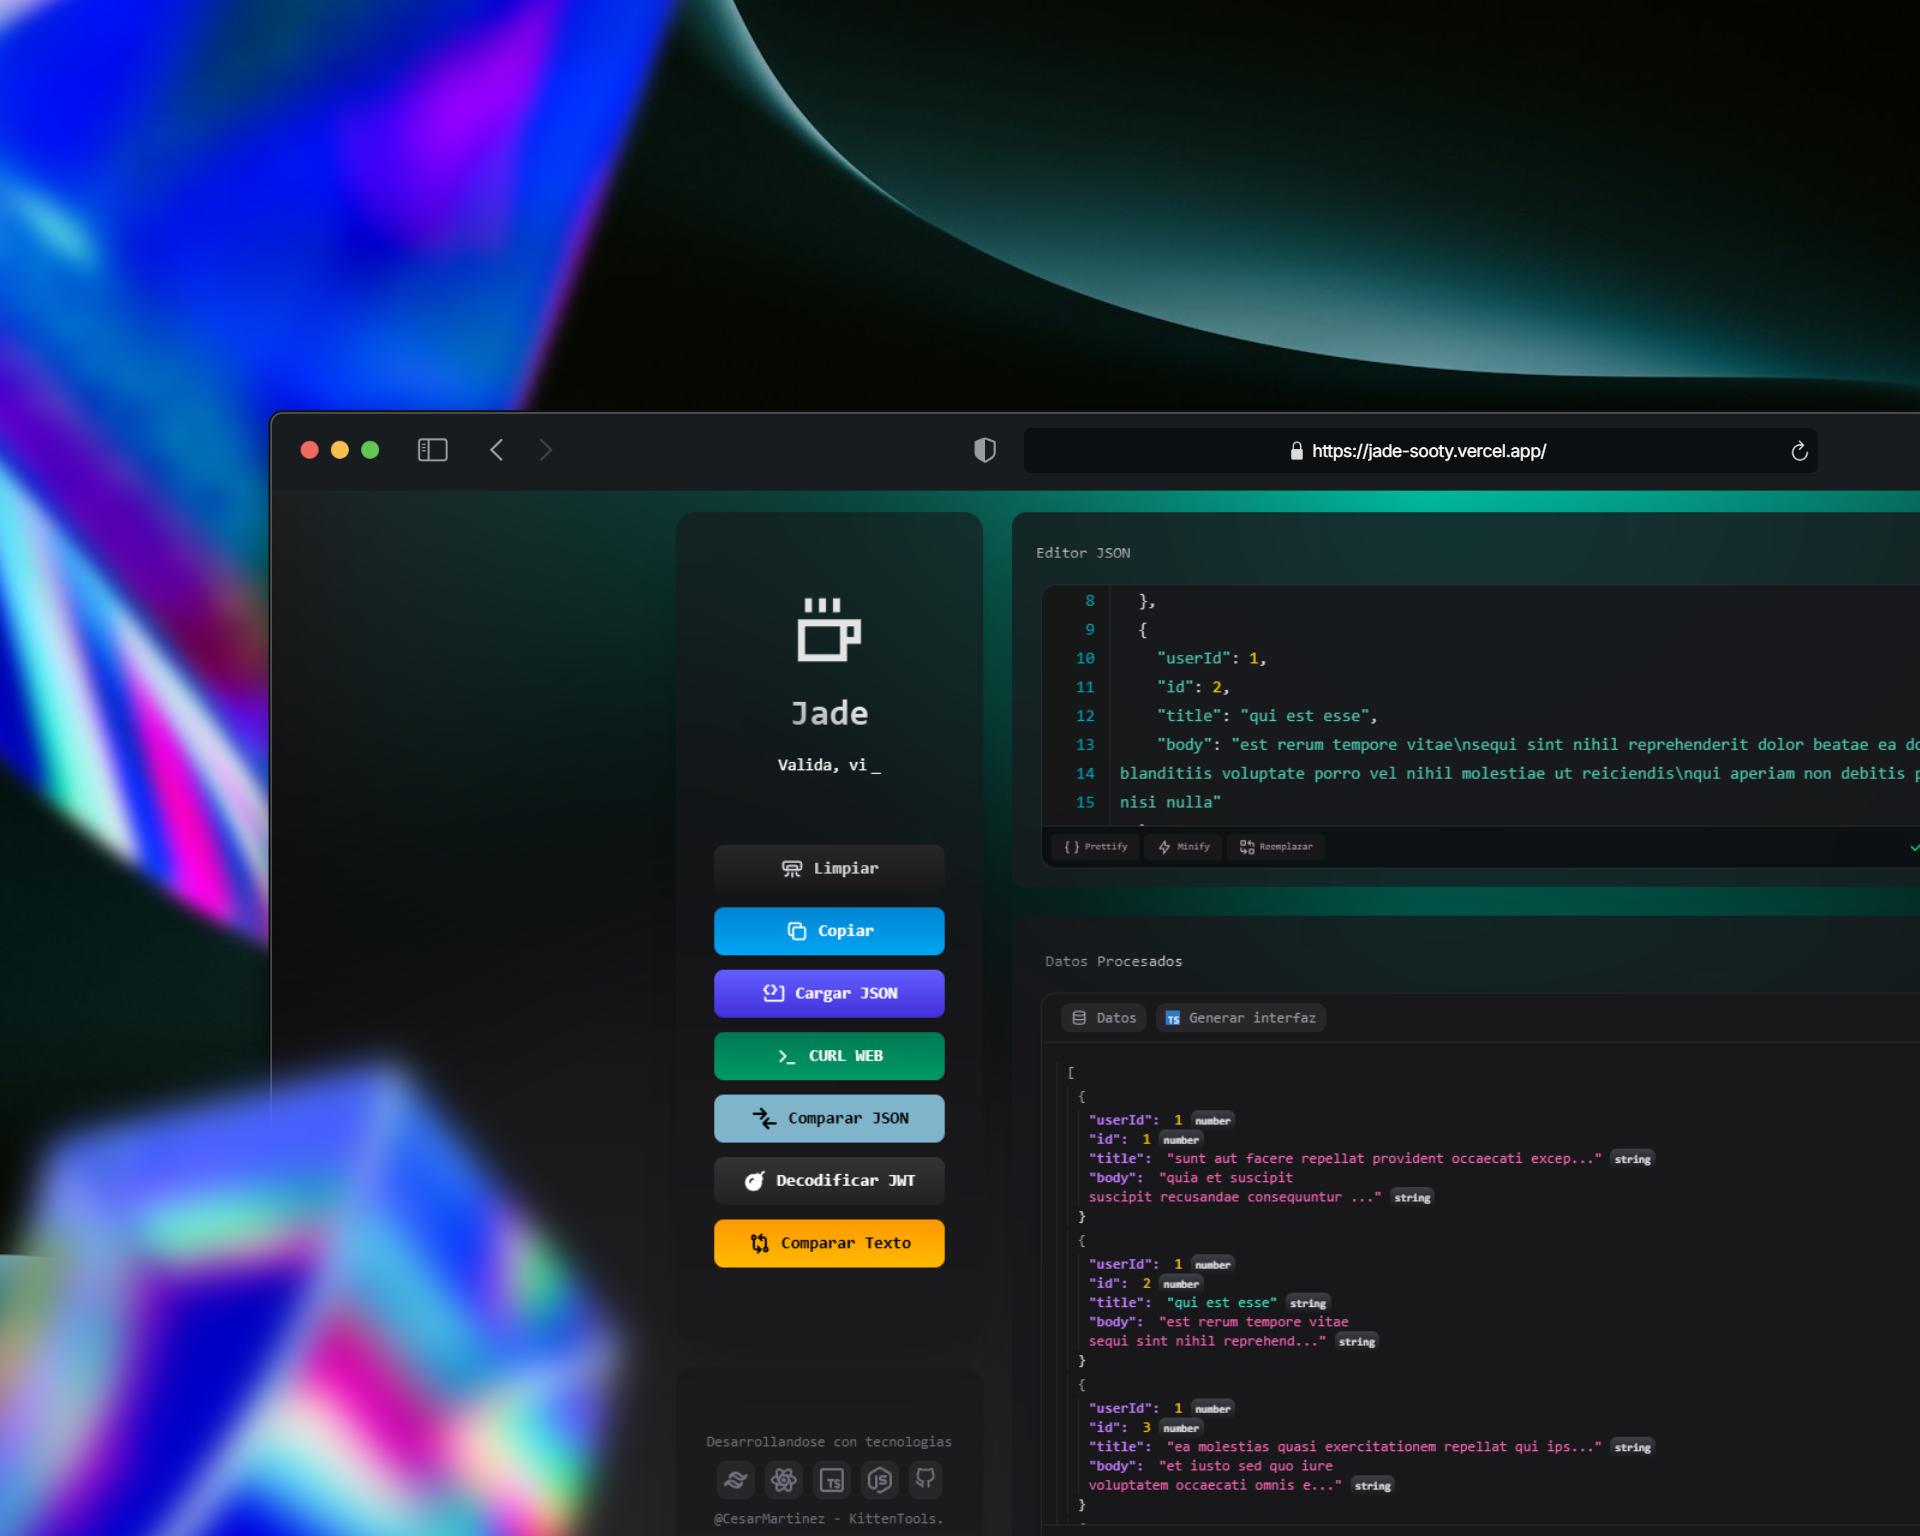 https://jade-sooty.vercel.app/
Jade
Valida, vi_
Limpiar
Copiar
Cargar JSON
>_ CURL WEB
Comparar JSON
Decodificar JWT
Comparar Texto
Desarrollandose con tecnologias
TS
JS
@CesarMartinez - KittenTools.
Editor JSON
8 },
9 {
10 "userId": 1,
11 "id": 2,
12 "title": "qui est esse",
13 "body": "est rerum tempore vitae\nsequi sint nihil reprehenderit dolor beatae ea do
14 blanditiis voluptate porro vel nihil molestiae ut reiciendis\nqui aperiam non debitis p
15 nisi nulla"
{ } Prettify Minify Reemplazar
Datos Procesados
Datos TS Generar interfaz
[
{
"userId": 1 number
"id": 1 number
"title": "sunt aut facere repellat provident occaecati excep..." string
"body": "quia et suscipit
suscipit recusandae consequuntur ..." string
}
{
"userId": 1 number
"id": 2 number
"title": "qui est esse" string
"body": "est rerum tempore vitae
sequi sint nihil reprehend..." string
}
{
"userId": 1 number
"id": 3 number
"title": "ea molestias quasi exercitationem repellat qui ips..." string
"body": "et iusto sed quo iure
voluptatem occaecati omnis e..." string
}